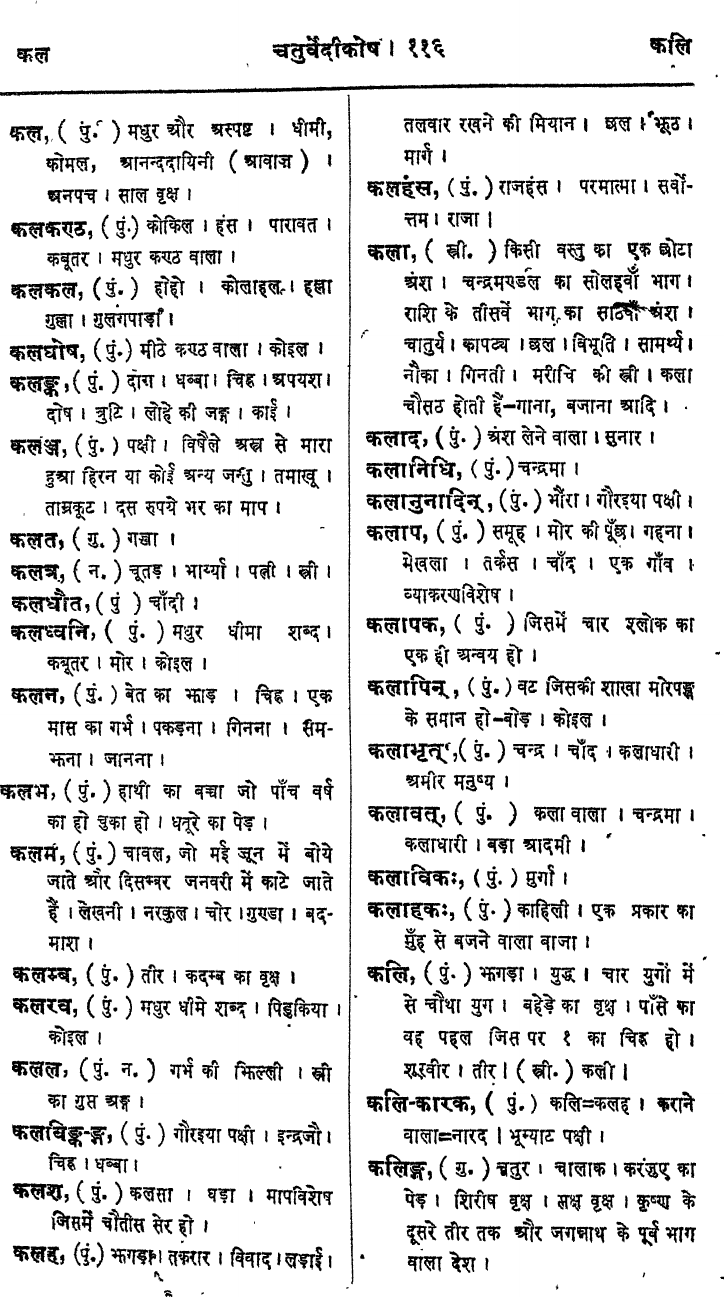 कल
चतुर्वेदीकोष । ११६
कलि
कल, ( पुं. ) मधुर और अस्पष्ट । धीमी,
कोमल, आनन्ददायिनी ( आवाज़ ) ।
अनपच । साल वृक्ष ।
कलकण्ठ, ( पुं.) कोकिल । हंस । पारावत ।
कबूतर । मधुर कण्ठ वाला ।
कलकल, (पुं. ) होहो । कोलाहल । हल्ला
गुल्ला । गुलगपाड़ा ।
कलघोष, (पुं.) मीठे कण्ठ वाला । कोइल ।
कलङ्क, (पुं. ) दाग । धब्बा। चिह्न । अपयश।
दोष । त्रुटि । लोहे की जङ्ग । काई ।
कलञ्ज, (पुं. ) पक्षी । विषैले अस्त्र से मारा
हुआ हिरन या कोई अन्य जन्तु । तमाखू ।
ताम्रकूट । दस रुपये भर का माप ।
कलत, ( गु. ) गञ्जा ।
कलत्र, ( न. ) चूतड़ । भार्य्या । पत्नी । स्त्री ।
कलधौत, (पुं ) चाँदी ।
कलध्वनि, ( पुं. ) मधुर धीमा शब्द ।
कबूतर । मोर । कोइल ।
कलन, (पुं. ) बेत का झाड़ । चिह्न । एक
मास का गर्भ । पकड़ना । गिनना । सम-
झना । जानना ।
कलभ, ( पुं. ) हाथी का बच्चा जो पाँच वर्ष
का हो चुका हो । धतूरे का पेड़ ।
कलम, (पुं.) चावल, जो मई जून में बोये
जाते और दिसम्बर जनवरी में काटे जाते
हैं । लेखनी । नरकुल । चोर । गुण्डा । बद-
माश ।
कलम्ब, (पुं. ) तीर । कदम्ब का वृक्ष ।
कलरव, (पुं. ) मधुर धीमे शब्द । पिडुकिया ।
कोइल ।
कलल, ( पुं. न. ) गर्भ की झिल्ली । स्त्री
का गुप्त अङ्ग ।
कलविङ्क-ङ्ग, ( पुं. ) गौरइया पक्षी । इन्द्रजौ ।
चिह्न । धब्बा ।
कलश, ( पुं. ) कलसा । घड़ा । मापविशेष
जिसमें चौतीस सेर हो ।
कलह, (पुं.) झगड़ा । तकरार । विवाद । लड़ाई।
तलवार रखने की मियान । छल । झूठ ।
मार्ग ।
कलहंस, ( पुं. ) राजहंस । परमात्मा । सर्वो-
त्तम । राजा ।
कला, ( स्त्री. ) किसी वस्तु का एक छोटा
अंश । चन्द्रमण्डल का सोलहवाँ भाग ।
राशि के तीसवें भाग का साठवाँ अंश ।
चातुर्य । कापट्य । छल । विभूति । सामर्थ्य ।
नौका । गिनती । मरीचि की स्त्री । कला
चौसठ होती हैं-गाना, बजाना आदि ।
कलाद, ( पुं. ) अंश लेने वाला । सुनार ।
कलानिधि, ( पुं. ) चन्द्रमा ।
कलानुनादिन्, (पुं. ) भौंरा । गौरइया पक्षी ।
कलाप, ( पुं. ) समूह । मोर की पूँछ। गहना ।
मेखला । तर्कस । चाँद । एक गाँव ।
व्याकरणविशेष ।
कलापक, ( पुं. ) जिसमें चार श्लोक का
एक ही अन्वय हो ।
कलापिन्, ( पुं. ) वट जिसकी शाखा मोरपङ्ख
के समान हो-बोड़ । कोइल ।
कलाभृत्, ( पुं. ) चन्द्र । चाँद । कलाधारी ।
अमीर मनुष्य ।
कलावत्, ( पुं. ) कला वाला । चन्द्रमा ।
कलाधारी । बड़ा आदमी ।
कलाविकः, ( पुं. ) मुर्गा ।
कलाहकः, ( पुं. ) काहिली । एक प्रकार का
मुँह से बजने वाला बाजा ।
कलि, ( पुं. ) झगड़ा । युद्ध । चार युगों में
से चौथा युग । बहेड़े का वृक्ष । पाँसे का
वह पहल जिस पर १ का चिह्न हो ।
शूरवीर । तीर । ( स्त्री. ) कली ।
कलि-कारक, ( पुं. ) कलि=कलह । कराने
वाला=नारद । भूम्याट पक्षी ।
कलिङ्ग, ( गु. ) चतुर । चालाक । करंजुए का
पेड़ । शिरीष वृक्ष । प्लक्ष वृक्ष । कृष्ण के
दूसरे तीर तक और जगन्नाथ के पूर्व भाग
वाला देश ।